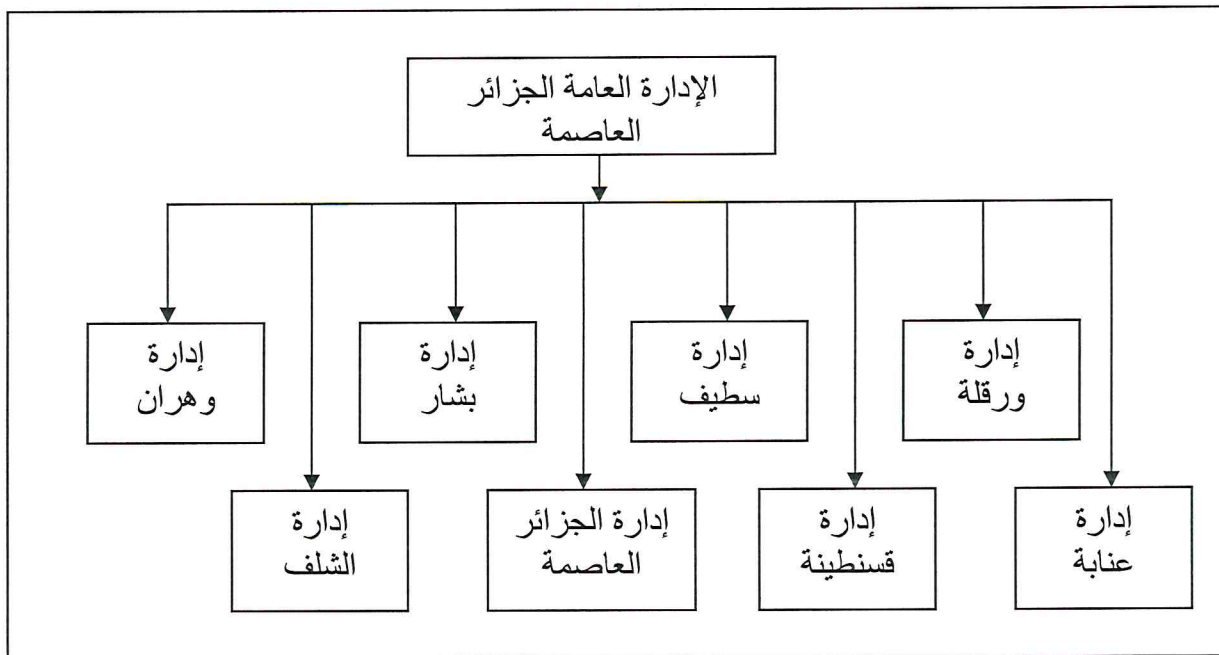 الإدارة العامة الجزائر
العاصمة
إدارة
ورقلة
إدارة
سطيف
إدارة
بشار
إدارة
وهران
إدارة
عنابة
إدارة
قسنطينة
إدارة الجزائر
العاصمة
إدارة
الشلف